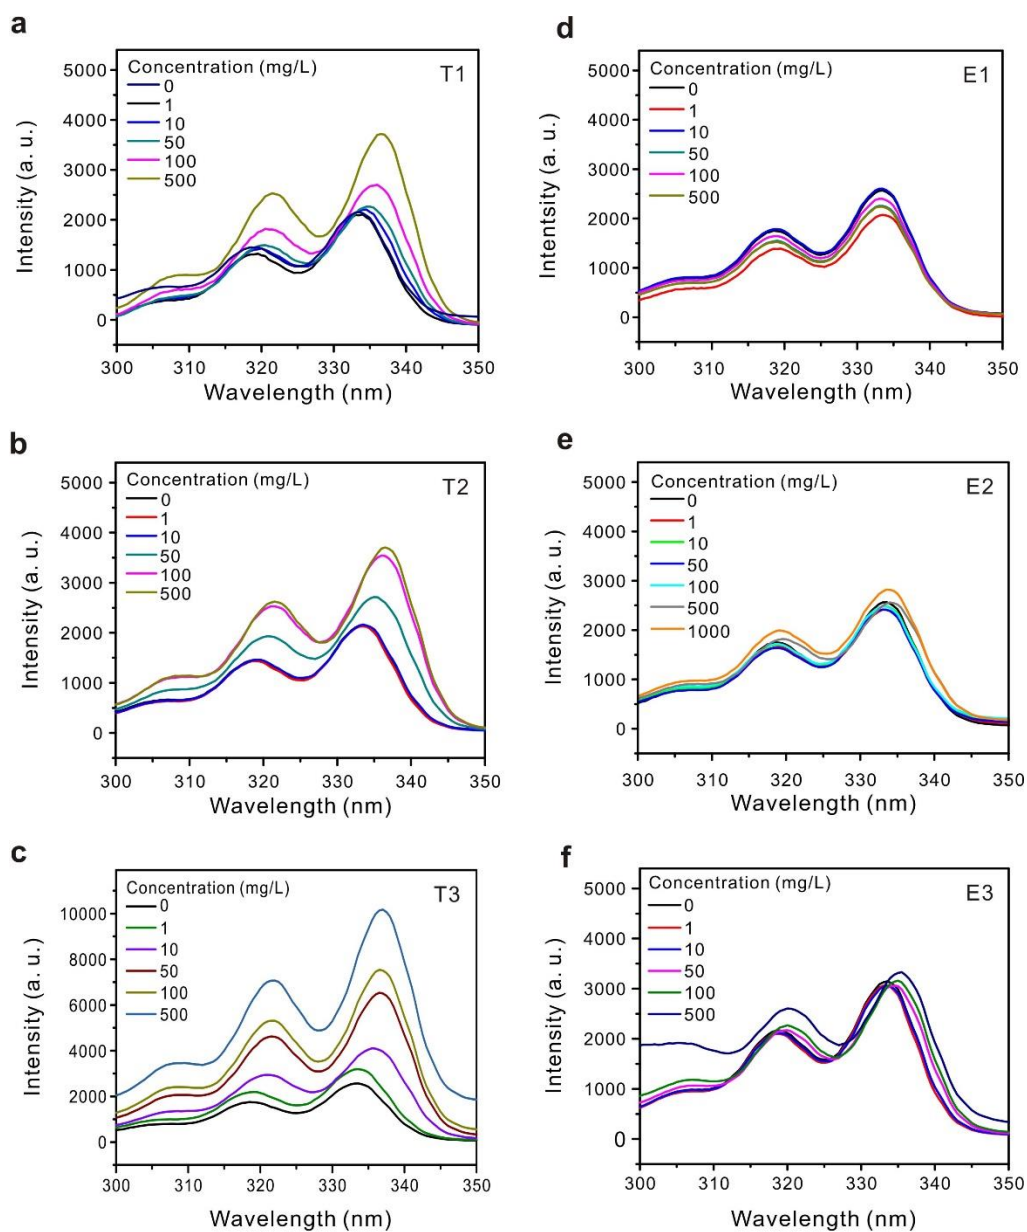 a
Concentration (mg/L)
T1
0
1
10
50
100
500
5000
4000
3000
2000
1000
0
Intensity (a. u.)
300 310 320 330 340 350
Wavelength (nm)
d
Concentration (mg/L)
E1
0
1
10
50
100
500
5000
4000
3000
2000
1000
0
Intentsity (a. u.)
300 310 320 330 340 350
Wavelength (nm)
b
Concentration (mg/L)
T2
0
1
10
50
100
500
5000
4000
3000
2000
1000
0
Intensity (a. u.)
300 310 320 330 340 350
Wavelength (nm)
e
Concentration (mg/L)
E2
0
1
10
50
100
500
1000
5000
4000
3000
2000
1000
0
Intensity (a. u.)
300 310 320 330 340 350
Wavelength (nm)
c
Concentration (mg/L)
T3
0
1
10
50
100
500
10000
8000
6000
4000
2000
0
Intensity (a. u.)
300 310 320 330 340 350
Wavelength (nm)
f
Concentration (mg/L)
E3
0
1
10
50
100
500
5000
4000
3000
2000
1000
0
Intensity (a. u.)
300 310 320 330 340 350
Wavelength (nm)